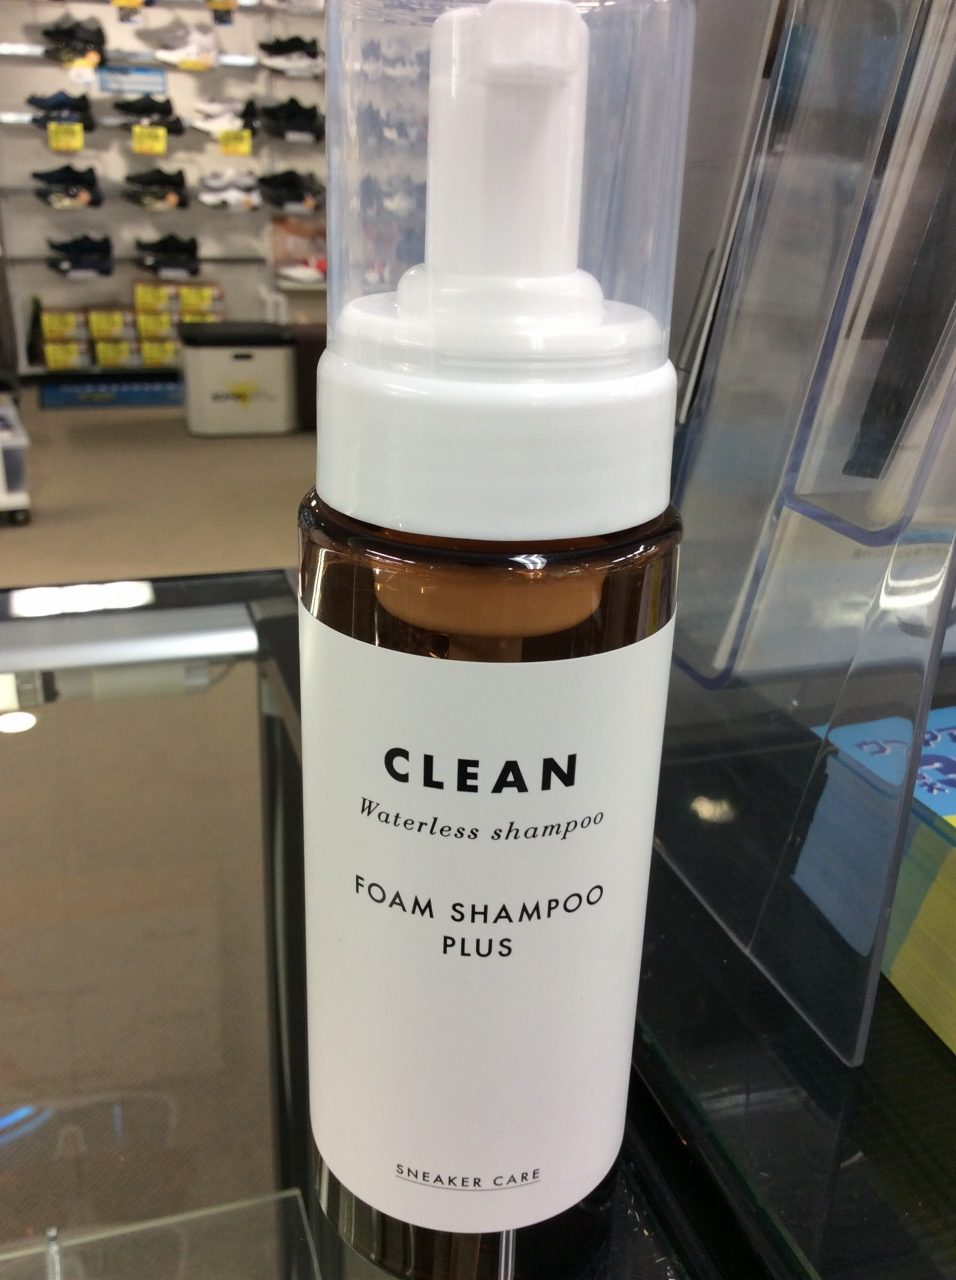 CLEAN
Waterless shampoo
FOAM SHAMPOO
PLUS
SNEAKER CARE